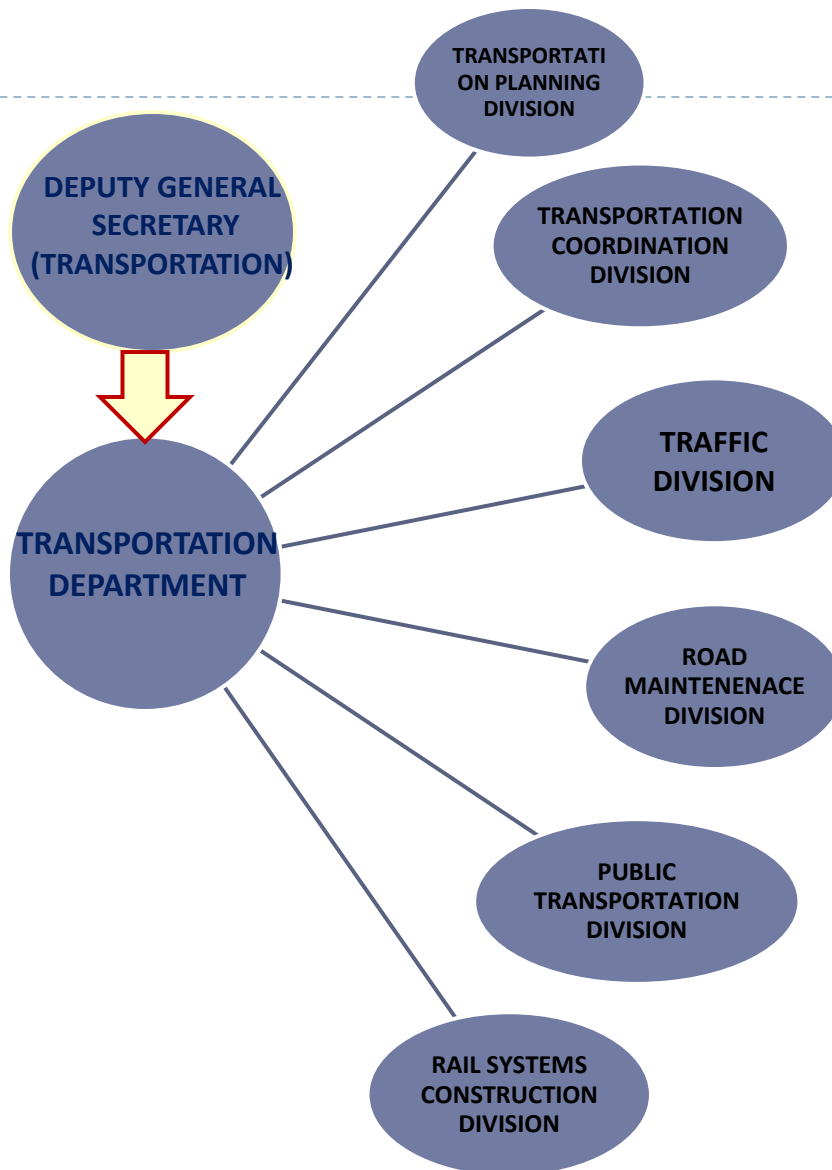 TRANSPORTATI
ON PLANNING
DIVISION
DEPUTY GENERAL
SECRETARY
(TRANSPORTATION)
TRANSPORTATION
COORDINATION
DIVISION
TRAFFIC
DIVISION
TRANSPORTATION
DEPARTMENT
ROAD
MAINTENENACE
DIVISION
PUBLIC
TRANSPORTATION
DIVISION
RAIL SYSTEMS
CONSTRUCTION
DIVISION